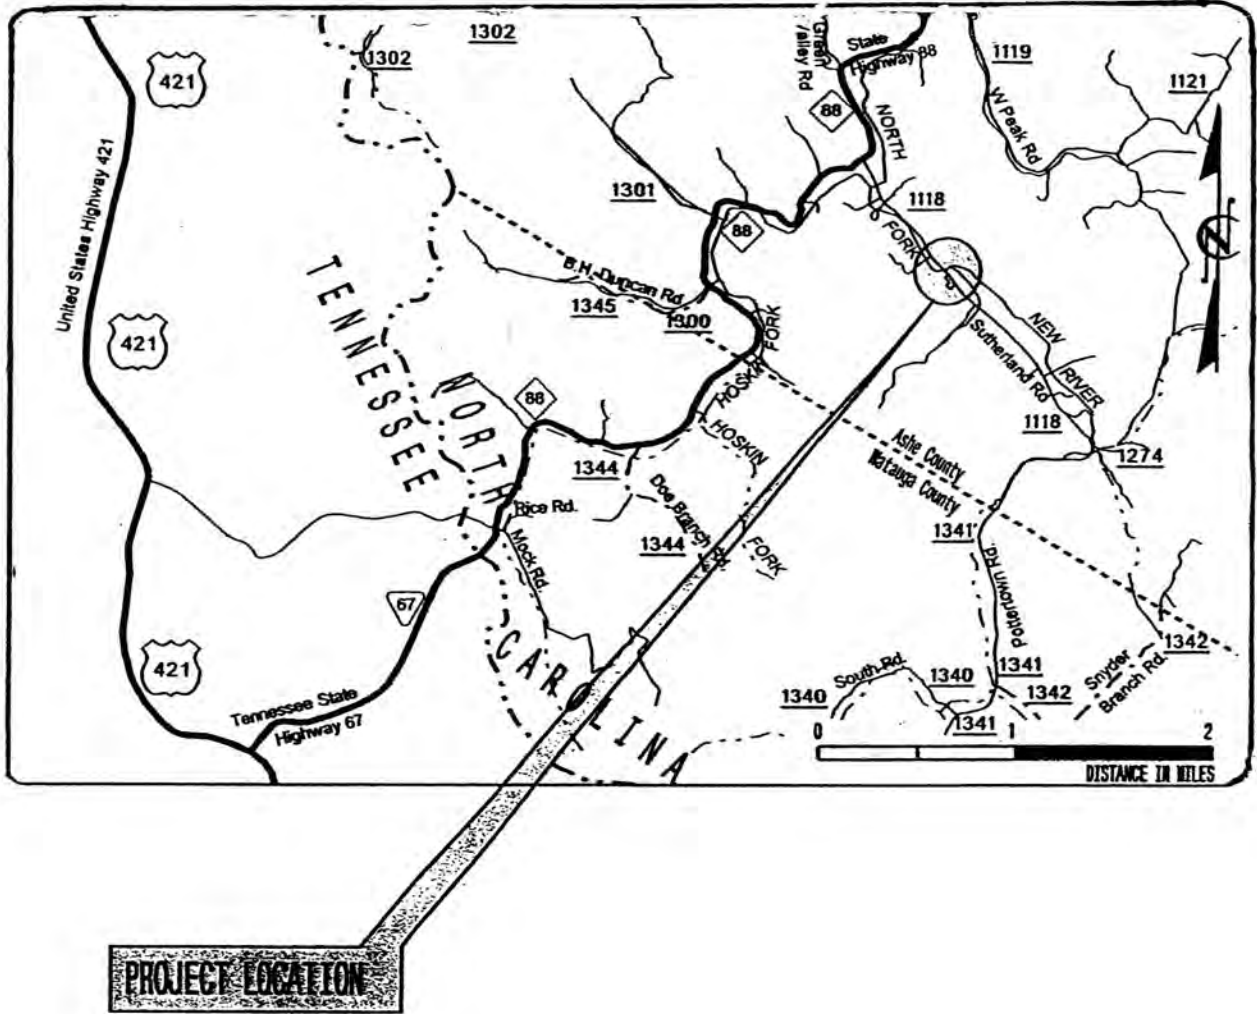 1302
1302
421
United States Highway 421
421
421
Tennessee State
Highway 67
67
TENNESSEE
NORTH
CAROLINA
1301
Valley Rd
State
Highway 88
88
NORTH
FORK
NEW
RIVER
1119
W Peak Rd
1121
1118
N
88
B.H. Duncan Rd.
1345
1300
FORK
HOSKIN
HOSKIN
FORK
88
1344
Rice Rd.
Mock Rd.
Doe Branch Rd.
1344
Sutherland Rd
1118
1274
Ashe County
Watauga County
1341
Pottertown Rd.
1341
South Rd.
1340
1340
1341
1342
Snyder
Branch Rd.
1342
0 1 2
DISTANCE IN MILES
PROJECT LOCATION